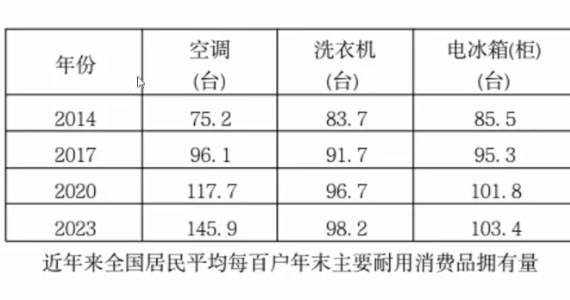 年份 空调(台) 洗衣机(台) 电冰箱(柜)(台)
2014 75.2 83.7 85.5
2017 96.1 91.7 95.3
2020 117.7 96.7 101.8
2023 145.9 98.2 103.4
近年来全国居民平均每百户年末主要耐用消费品拥有量